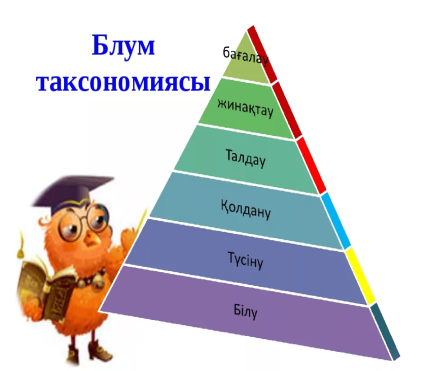 Блум
таксономиясы
бағалау
жинақтау
Талдау
Қолдану
Түсіну
Білу